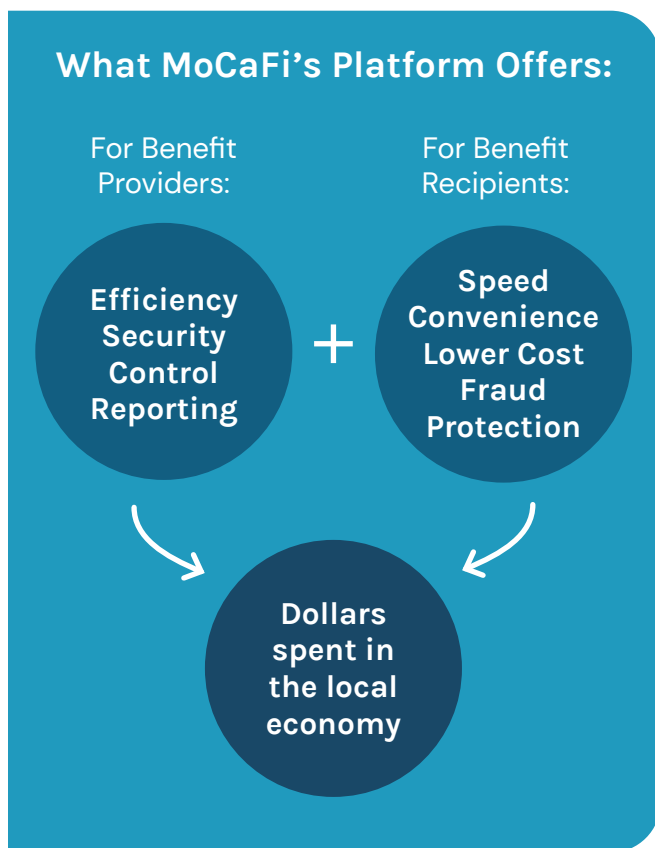 What MoCaFi’s Platform Offers:
For Benefit
Providers:
Efficiency
Security
Control
Reporting
+
For Benefit
Recipients:
Speed
Convenience
Lower Cost
Fraud
Protection
Dollars
spent in
the local
economy